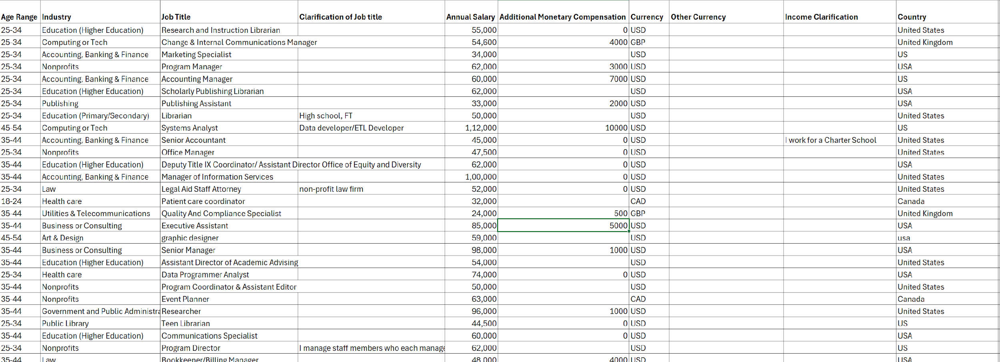 Age Range Industry Job Title Clarification of Job title Annual Salary Additional Monetary Compensation Currency Other Currency Income Clarification Country
25-34 Education (Higher Education) Research and Instruction Librarian 55,000 0 USD United States
25-34 Computing or Tech Change & Internal Communications Manager 54,600 4000 GBP United Kingdom
25-34 Accounting, Banking & Finance Marketing Specialist 34,000 USD US
25-34 Nonprofits Program Manager 62,000 3000 USD USA
25-34 Accounting, Banking & Finance Accounting Manager 60,000 7000 USD US
25-34 Education (Higher Education) Scholarly Publishing Librarian 62,000 USD USA
25-34 Publishing Publishing Assistant 33,000 2000 USD USA
25-34 Education (Primary/Secondary) Librarian High school, FT 50,000 USD United States
45-54 Computing or Tech Systems Analyst Data developer/ETL Developer 1,12,000 10000 USD US
35-44 Accounting, Banking & Finance Senior Accountant 45,000 0 USD I work for a Charter School United States
25-34 Nonprofits Office Manager 47,500 0 USD United States
35-44 Education (Higher Education) Deputy Title IX Coordinator/ Assistant Director Office of Equity and Diversity 62,000 0 USD USA
35-44 Accounting, Banking & Finance Manager of Information Services 1,00,000 0 USD United States
25-34 Law Legal Aid Staff Attorney non-profit law firm 52,000 0 USD United States
18-24 Health care Patient care coordinator 32,000 CAD Canada
35-44 Utilities & Telecommunications Quality And Compliance Specialist 24,000 500 GBP United Kingdom
35-44 Business or Consulting Executive Assistant 85,000 5000 USD USA
45-54 Art & Design graphic designer 59,000 USD usa
35-44 Business or Consulting Senior Manager 98,000 1000 USD USA
35-44 Education (Higher Education) Assistant Director of Academic Advising 54,000 USD United States
25-34 Health care Data Programmer Analyst 74,000 0 USD USA
35-44 Nonprofits Program Coordinator & Assistant Editor 50,000 USD United States
35-44 Nonprofits Event Planner 63,000 CAD Canada
35-44 Government and Public Administra Researcher 96,000 1000 USD United States
25-34 Public Library Teen Librarian 44,500 0 USD US
35-44 Education (Higher Education) Communications Specialist 60,000 0 USD USA
25-34 Nonprofits Program Director I manage staff members who each manage 62,000 USD US
35-44 Law Bookkeeper/Billing Manager 48,000 4000 USD USA